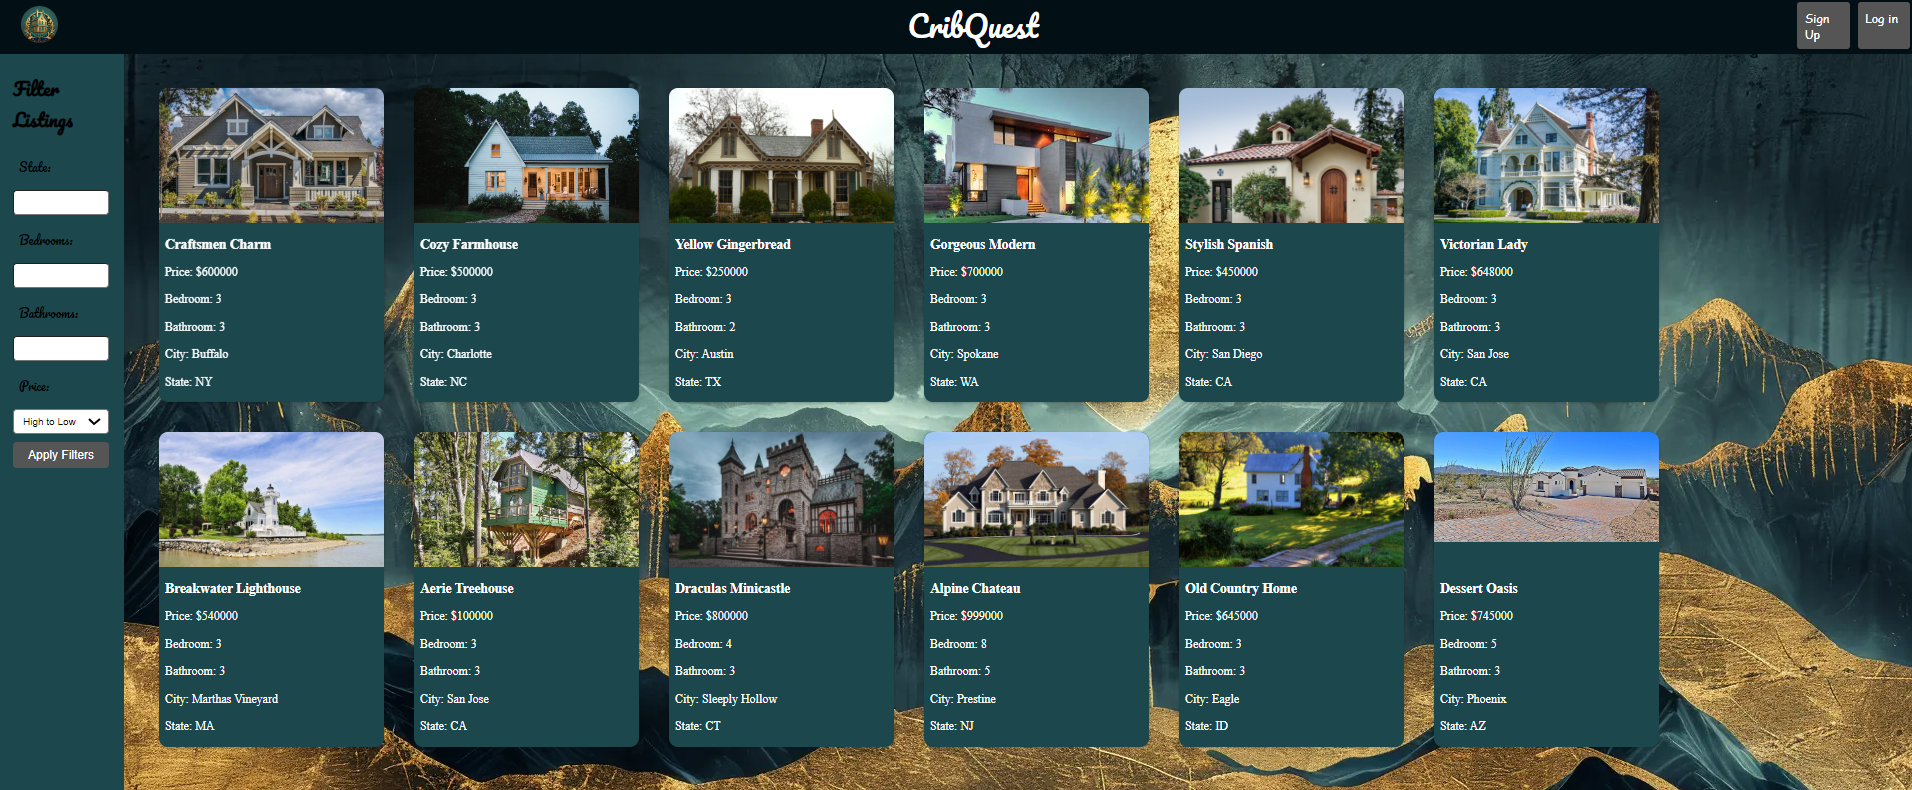 CribQuest
Sign
Up
Log in
Filter
Listings
State:
Bedrooms:
Bathrooms:
Price:
High to Low
Apply Filters
Craftsmen Charm
Price: $600000
Bedroom: 3
Bathroom: 3
City: Buffalo
State: NY
Cozy Farmhouse
Price: $500000
Bedroom: 3
Bathroom: 3
City: Charlotte
State: NC
Yellow Gingerbread
Price: $250000
Bedroom: 3
Bathroom: 2
City: Austin
State: TX
Gorgeous Modern
Price: $700000
Bedroom: 3
Bathroom: 3
City: Spokane
State: WA
Stylish Spanish
Price: $450000
Bedroom: 3
Bathroom: 3
City: San Diego
State: CA
Victorian Lady
Price: $648000
Bedroom: 3
Bathroom: 3
City: San Jose
State: CA
Breakwater Lighthouse
Price: $540000
Bedroom: 3
Bathroom: 3
City: Marthas Vineyard
State: MA
Aerie Treehouse
Price: $100000
Bedroom: 3
Bathroom: 3
City: San Jose
State: CA
Draculas Minicastle
Price: $800000
Bedroom: 4
Bathroom: 3
City: Sleeply Hollow
State: CT
Alpine Chateau
Price: $999000
Bedroom: 8
Bathroom: 5
City: Prestine
State: NJ
Old Country Home
Price: $645000
Bedroom: 3
Bathroom: 3
City: Eagle
State: ID
Dessert Oasis
Price: $745000
Bedroom: 5
Bathroom: 3
City: Phoenix
State: AZ